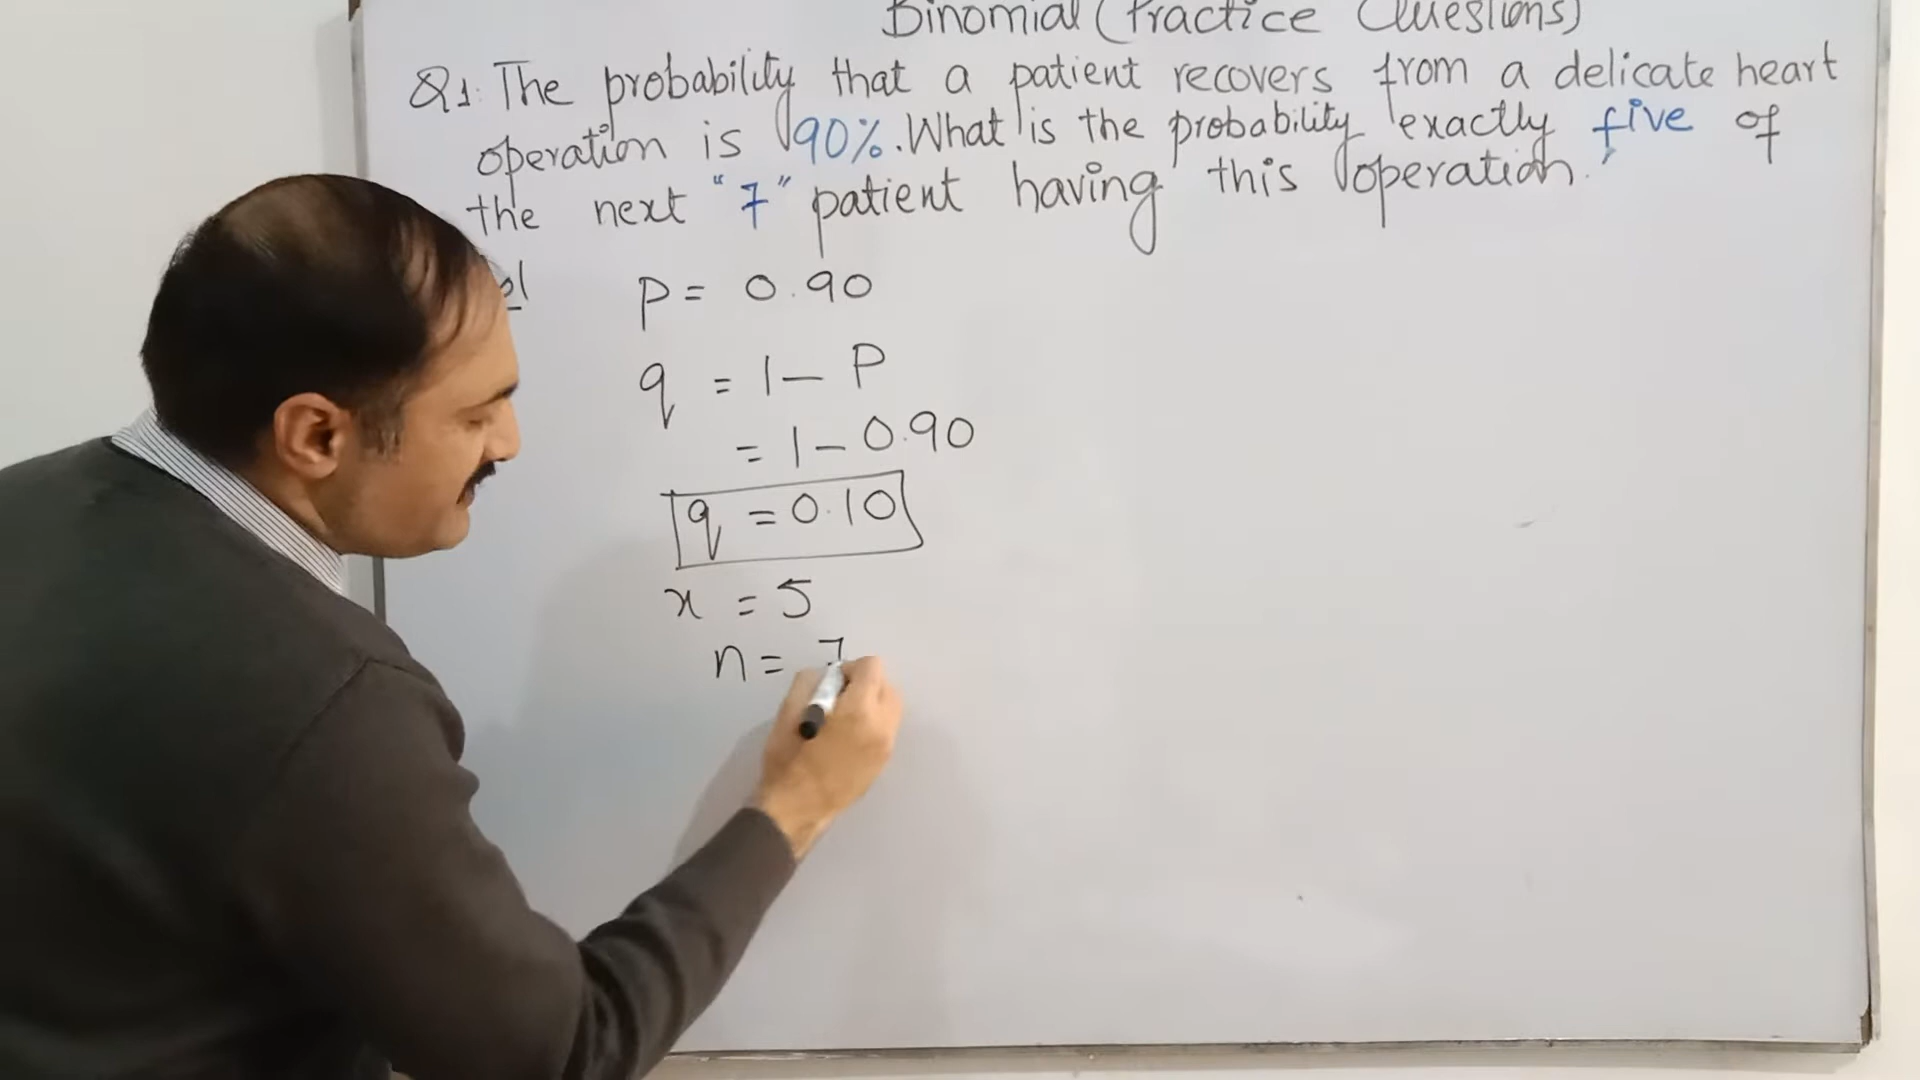 Binomial (Practice Questions)
Q1: The probability that a patient recovers from a delicate heart
operation is 90%. What is the probability exactly five of
the next "7" patient having this operation.
P = 0.90
q = 1 - P
= 1 - 0.90
q = 0.10
x = 5
n = 7